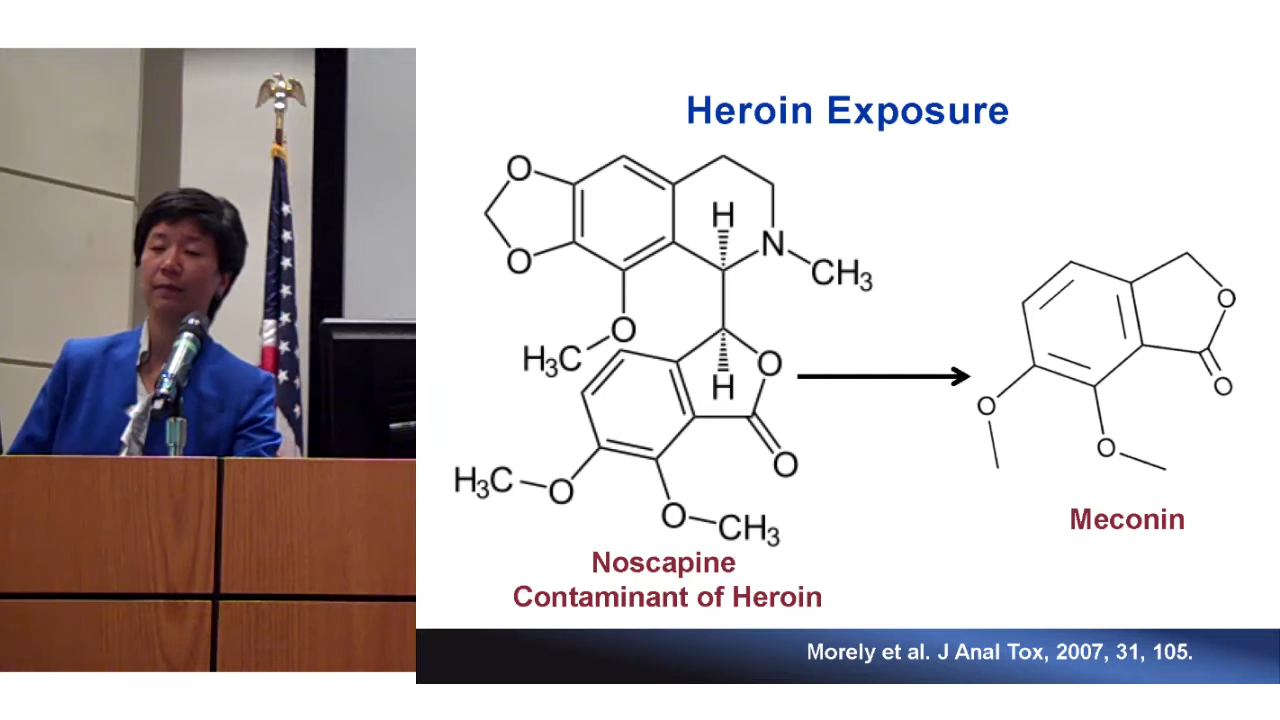 Heroin Exposure
O
O
H
N
CH3
O
H3C
O
H
O
H3C
O
O
CH3
O
O
O
O
Noscapine
Contaminant of Heroin
Meconin
Morely et al. J Anal Tox, 2007, 31, 105.